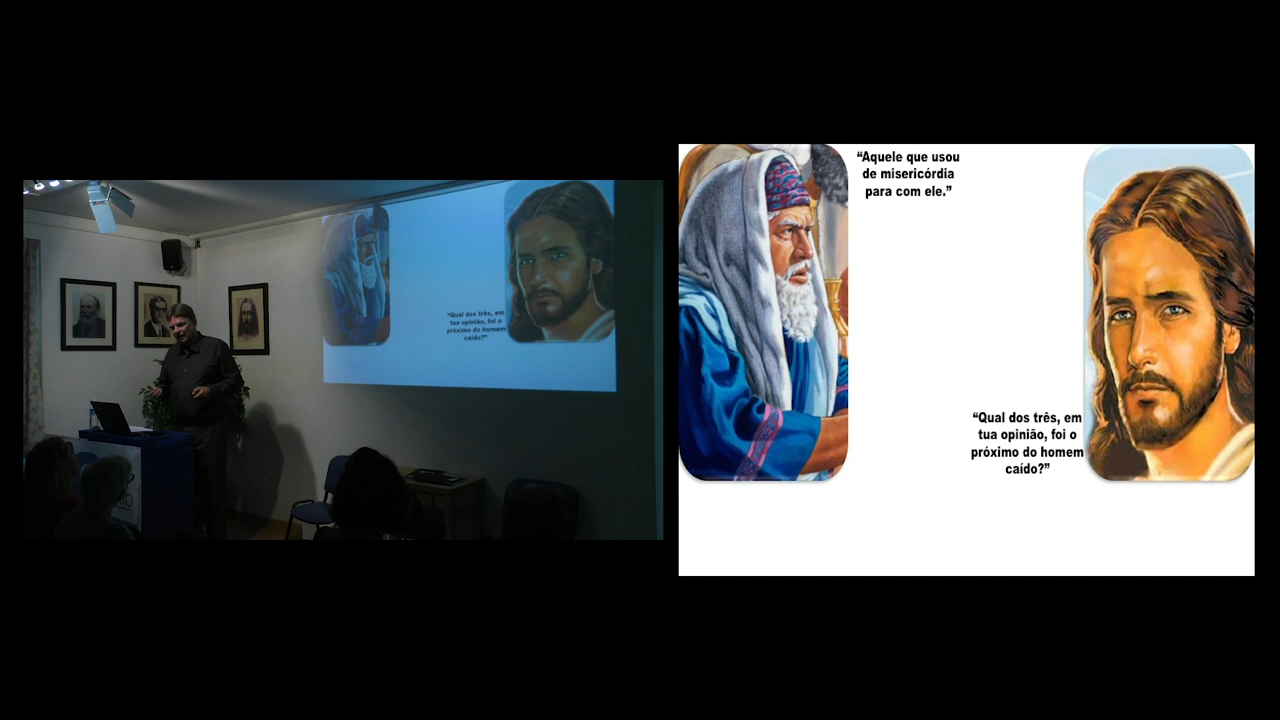 “Qual dos três, em
tua opinião, foi o
próximo do homem
caído?”
“Aquele que usou
de misericórdia
para com ele.”
“Qual dos três, em
tua opinião, foi o
próximo do homem
caído?”